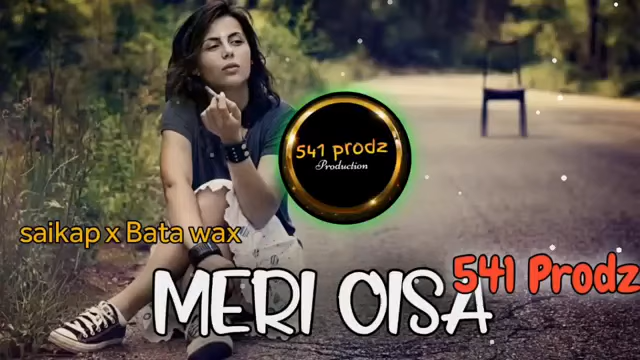 541 prodz
Production
saikap x Bata wax
541 Prodz
MERI OISA